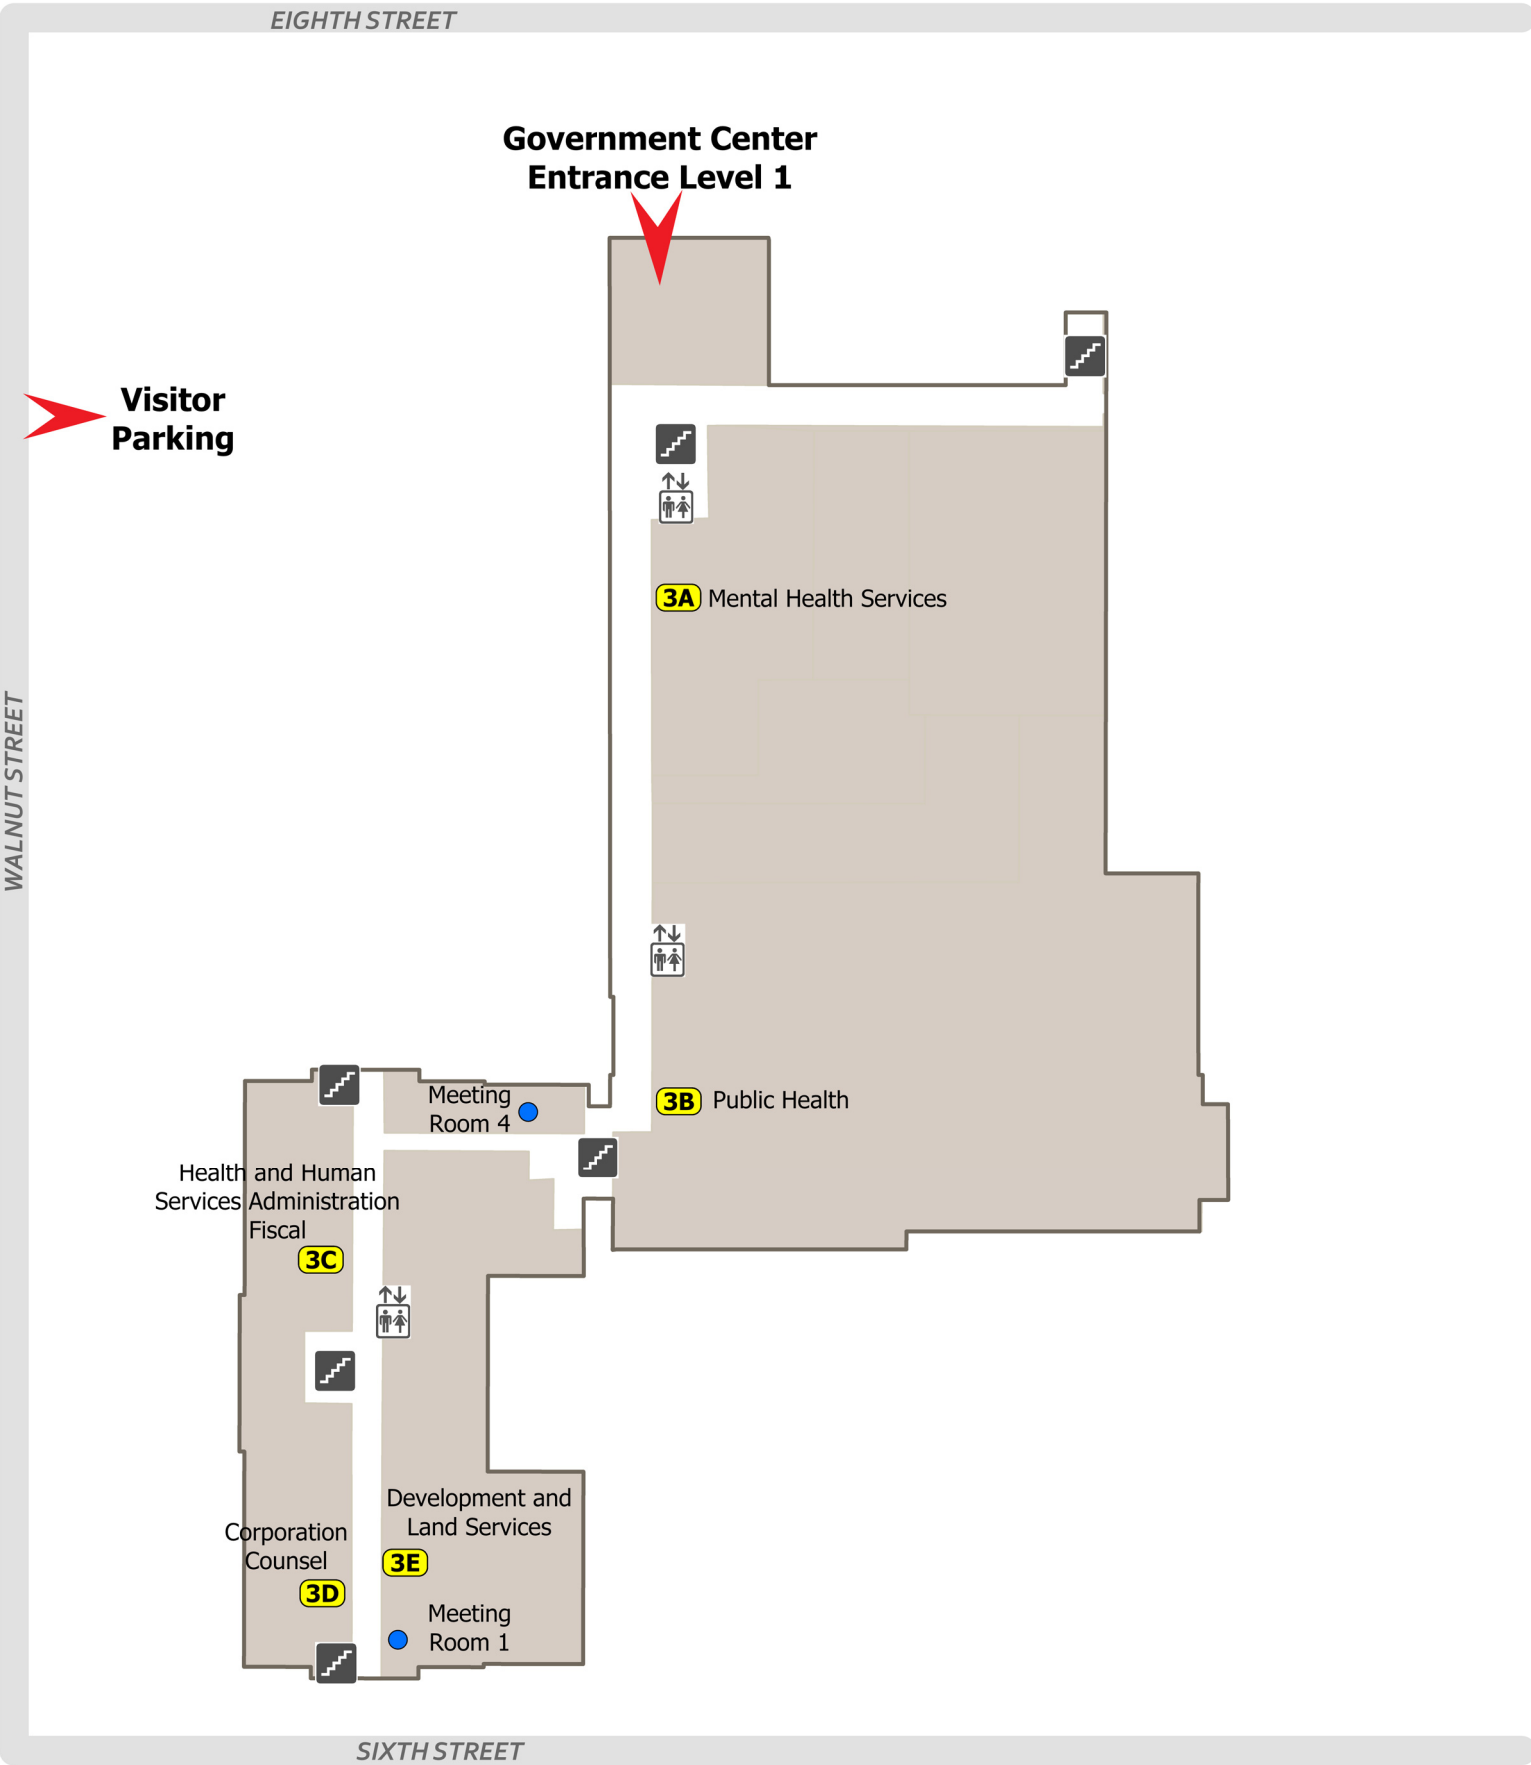 EIGHTH STREET
Government Center
Entrance Level 1
Visitor
Parking
WALNUT STREET
3A Mental Health Services
3B Public Health
Meeting
Room 4
Health and Human
Services Administration
Fiscal
3C
Development and
Land Services
3E
Corporation
Counsel
3D
Meeting
Room 1
SIXTH STREET